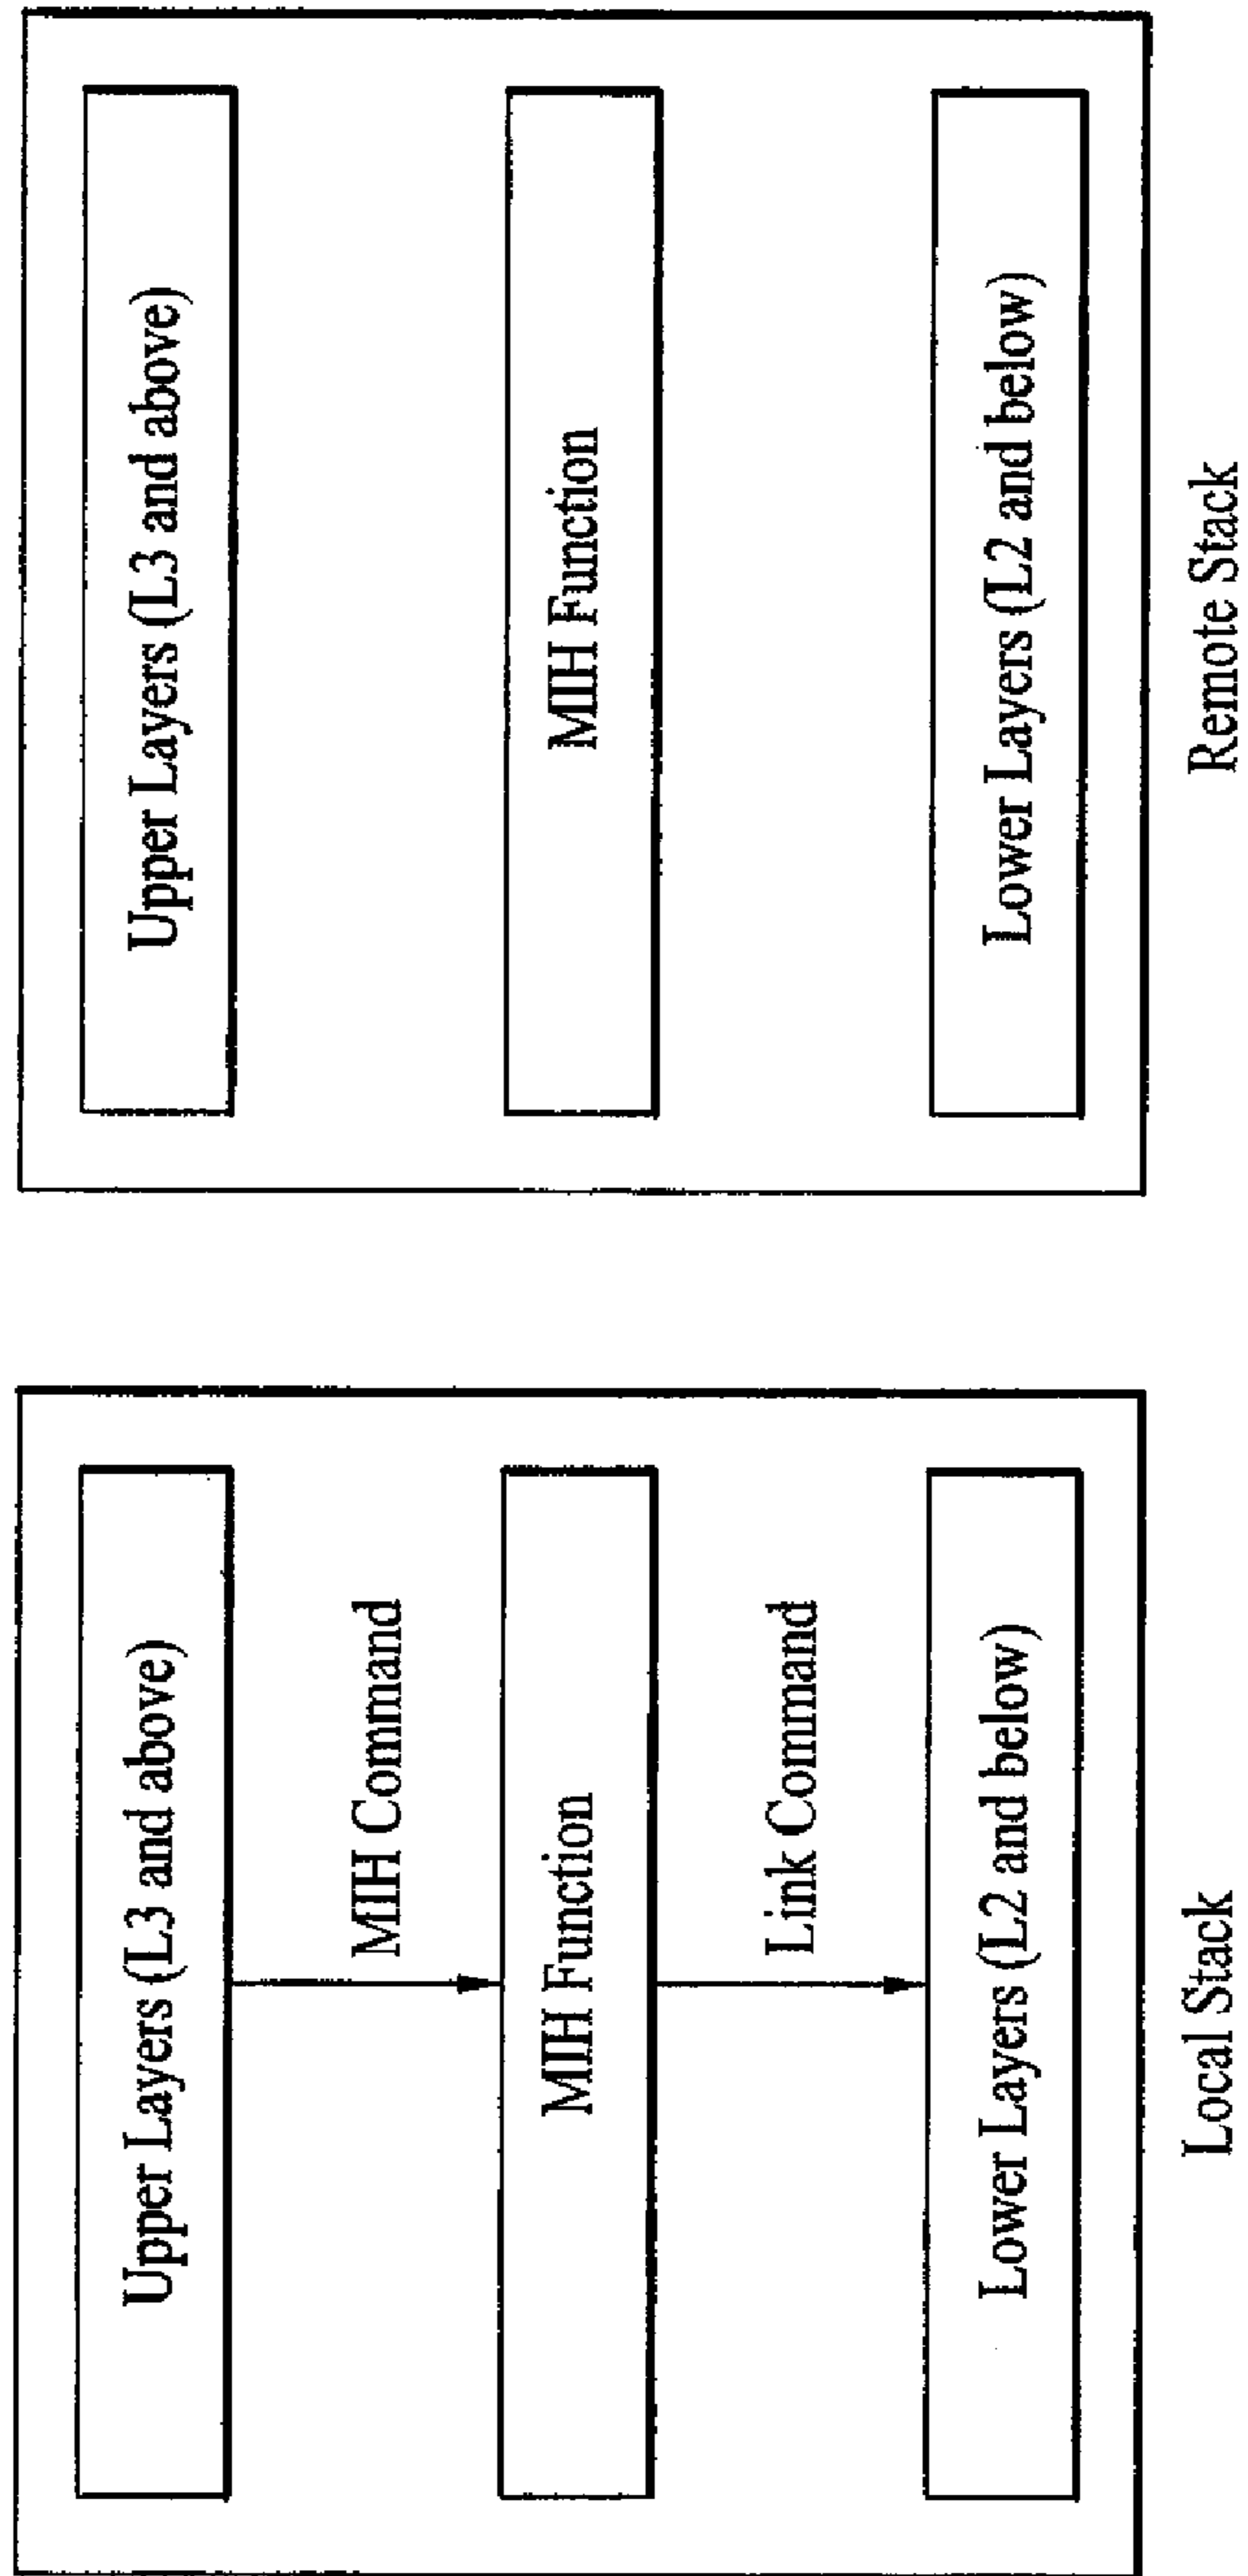 Upper Layers (L3 and above)
MIH Command
MIH Function
Link Command
Lower Layers (L2 and below)
Local Stack
Upper Layers (L3 and above)
MIH Function
Lower Layers (L2 and below)
Remote Stack